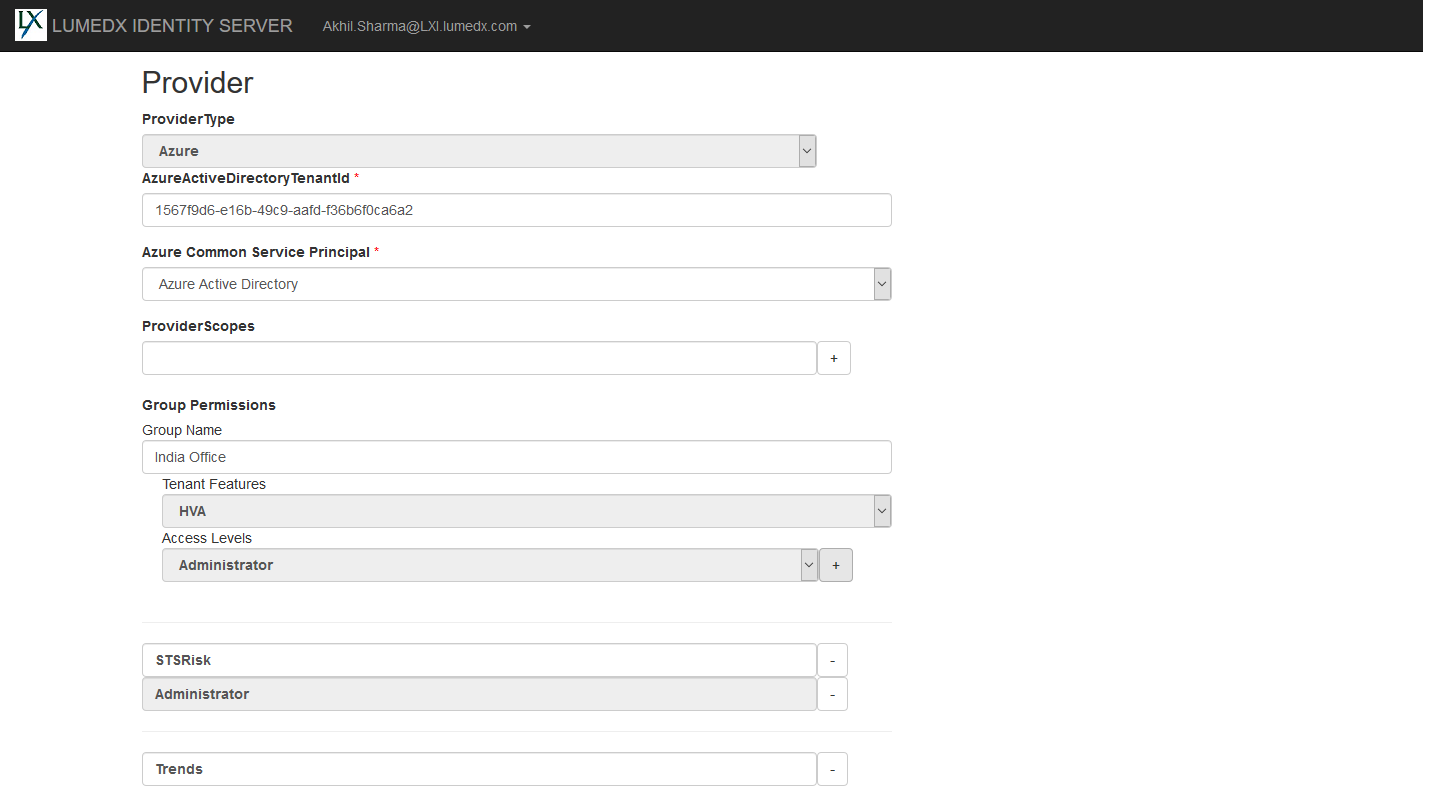 LX LUMEDX IDENTITY SERVER Akhil.Sharma@LXI.lumedx.com
Provider
ProviderType
Azure
AzureActiveDirectoryTenantId *
1567f9d6-e16b-49c9-aafd-f36b6f0ca6a2
Azure Common Service Principal *
Azure Active Directory
ProviderScopes
+
Group Permissions
Group Name
India Office
Tenant Features
HVA
Access Levels
Administrator +
STSRisk -
Administrator -
Trends -